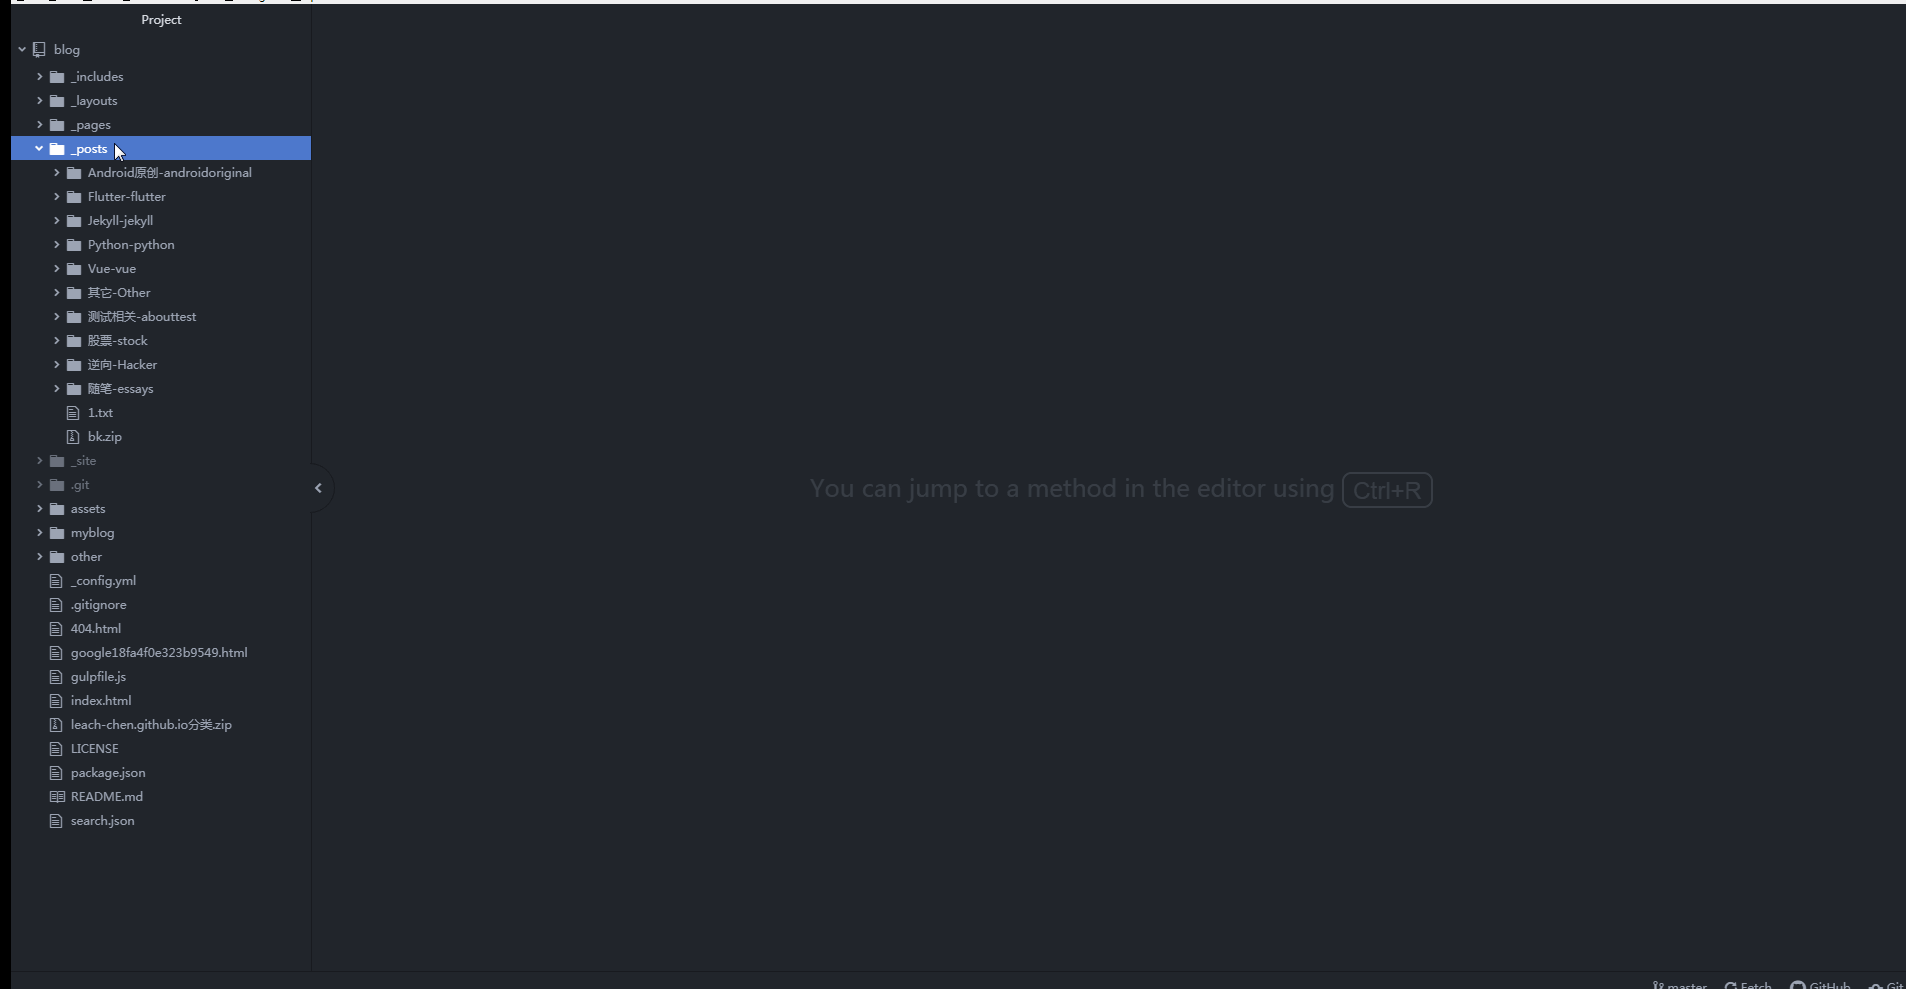 Project
blog
_includes
_layouts
_pages
_posts
Android原创-androidoriginal
Flutter-flutter
Jekyll-jekyll
Python-python
Vue-vue
其它-Other
测试相关-abouttest
股票-stock
逆向-Hacker
随笔-essays
1.txt
bk.zip
_site
.git
assets
myblog
other
_config.yml
.gitignore
404.html
google18fa4f0e323b9549.html
gulpfile.js
index.html
leach-chen.github.io分类.zip
LICENSE
package.json
README.md
search.json
You can jump to a method in the editor using Ctrl+R
master Fetch GitHub Git